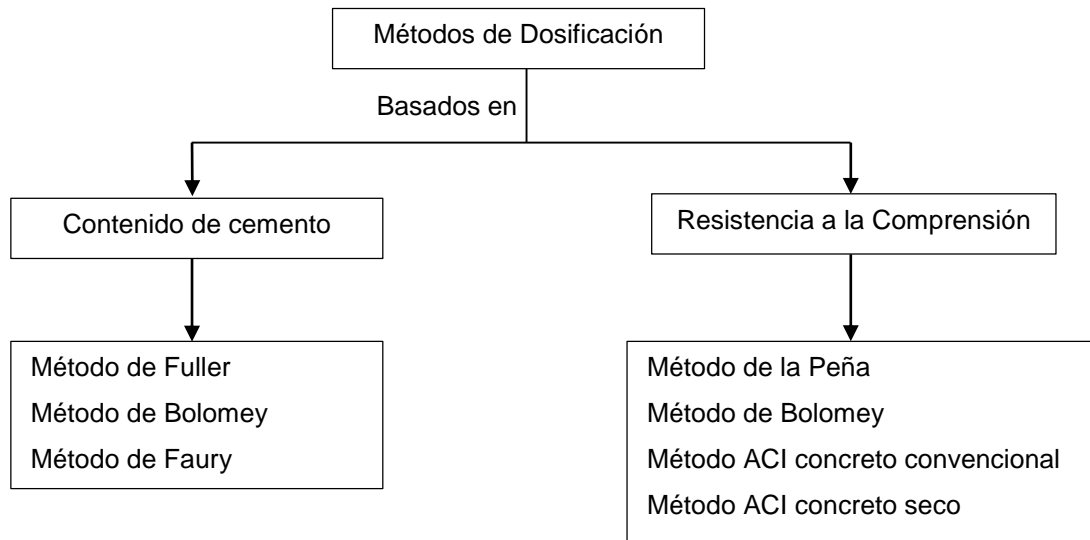 Métodos de Dosificación
Basados en
Contenido de cemento
Resistencia a la Comprensión
Método de Fuller
Método de Bolomey
Método de Faury
Método de la Peña
Método de Bolomey
Método ACI concreto convencional
Método ACI concreto seco